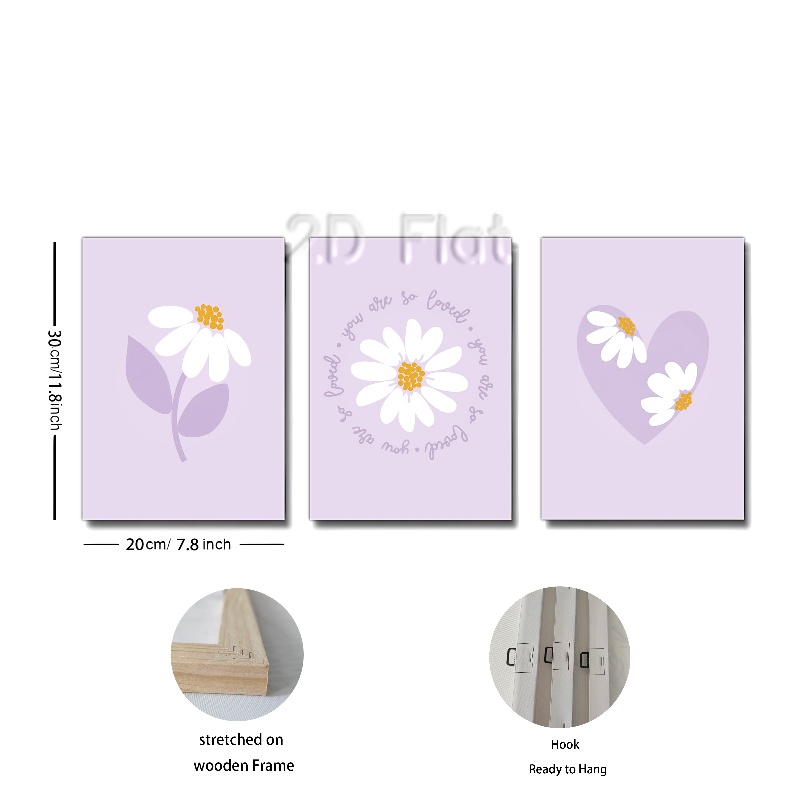 2D Flat
you are so loved • you are so loved • you are so loved •
30cm/11.8inch
20cm/ 7.8 inch
stretched on
wooden Frame
Hook
Ready to Hang